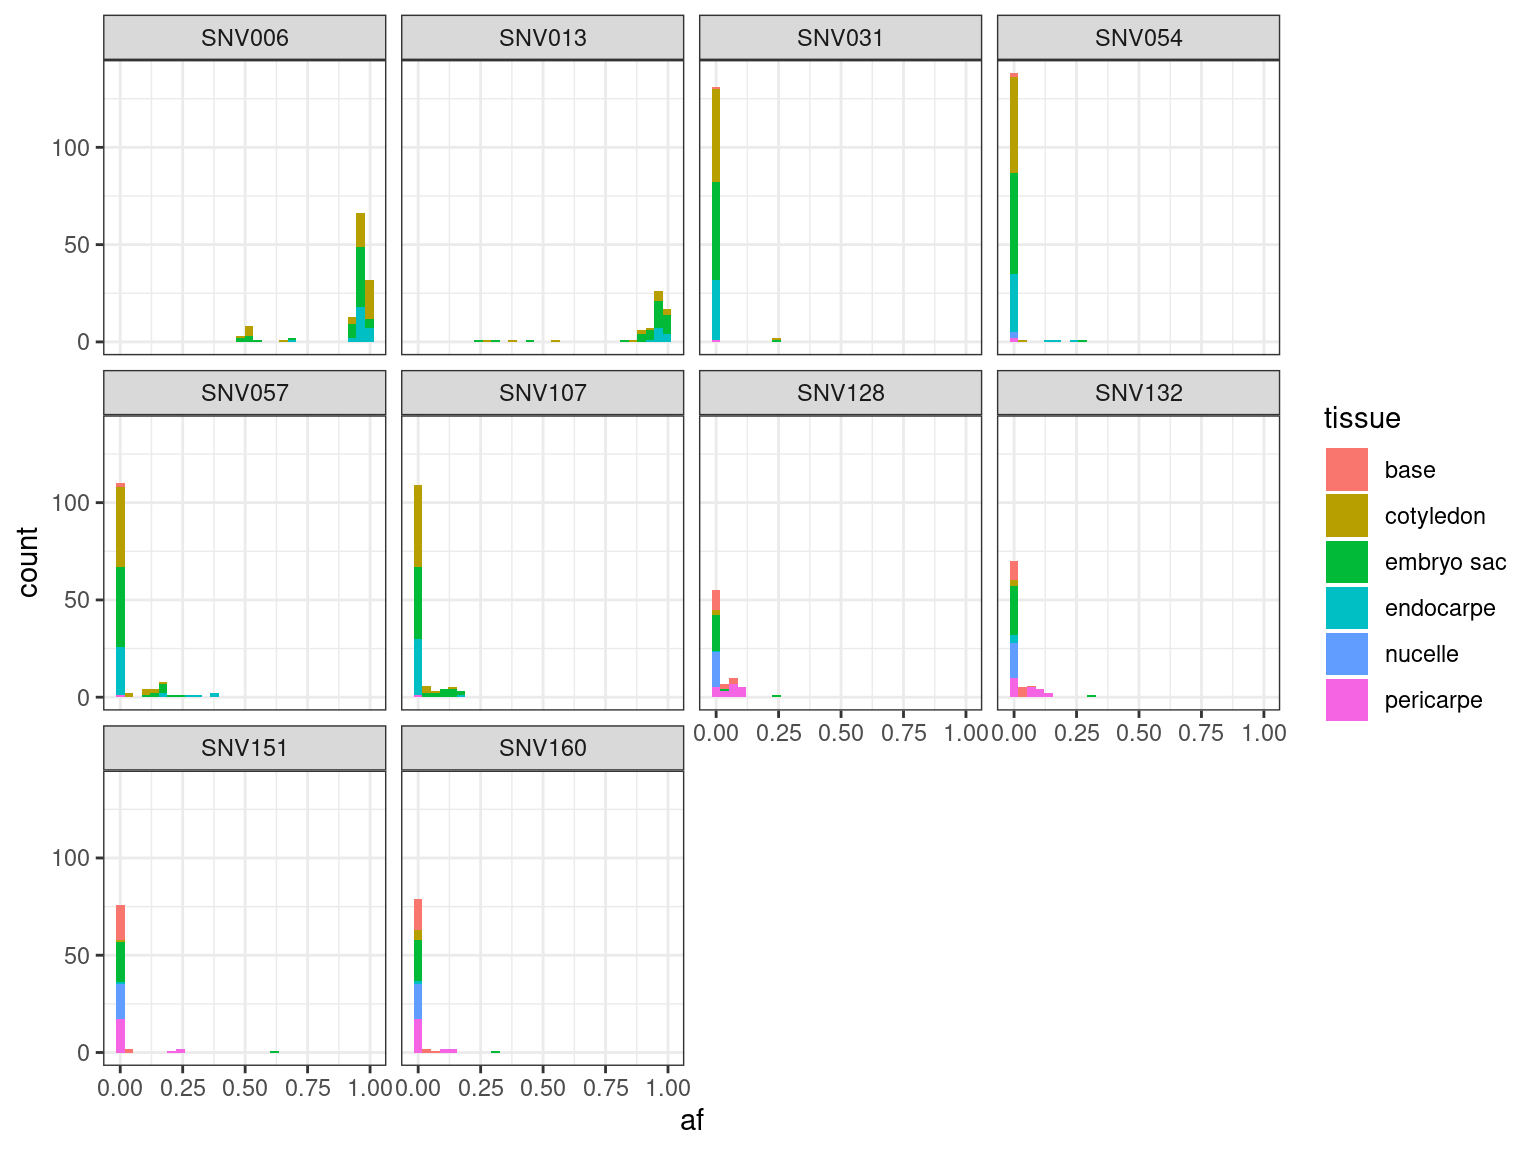 SNV006 SNV013 SNV031 SNV054
100
50
0
SNV057 SNV107 SNV128 SNV132
100
50
0
0.00 0.25 0.50 0.75 1.00 0.00 0.25 0.50 0.75 1.00
SNV151 SNV160
100
50
0
0.00 0.25 0.50 0.75 1.00 0.00 0.25 0.50 0.75 1.00
af
count
tissue
base
cotyledon
embryo sac
endocarpe
nucelle
pericarpe